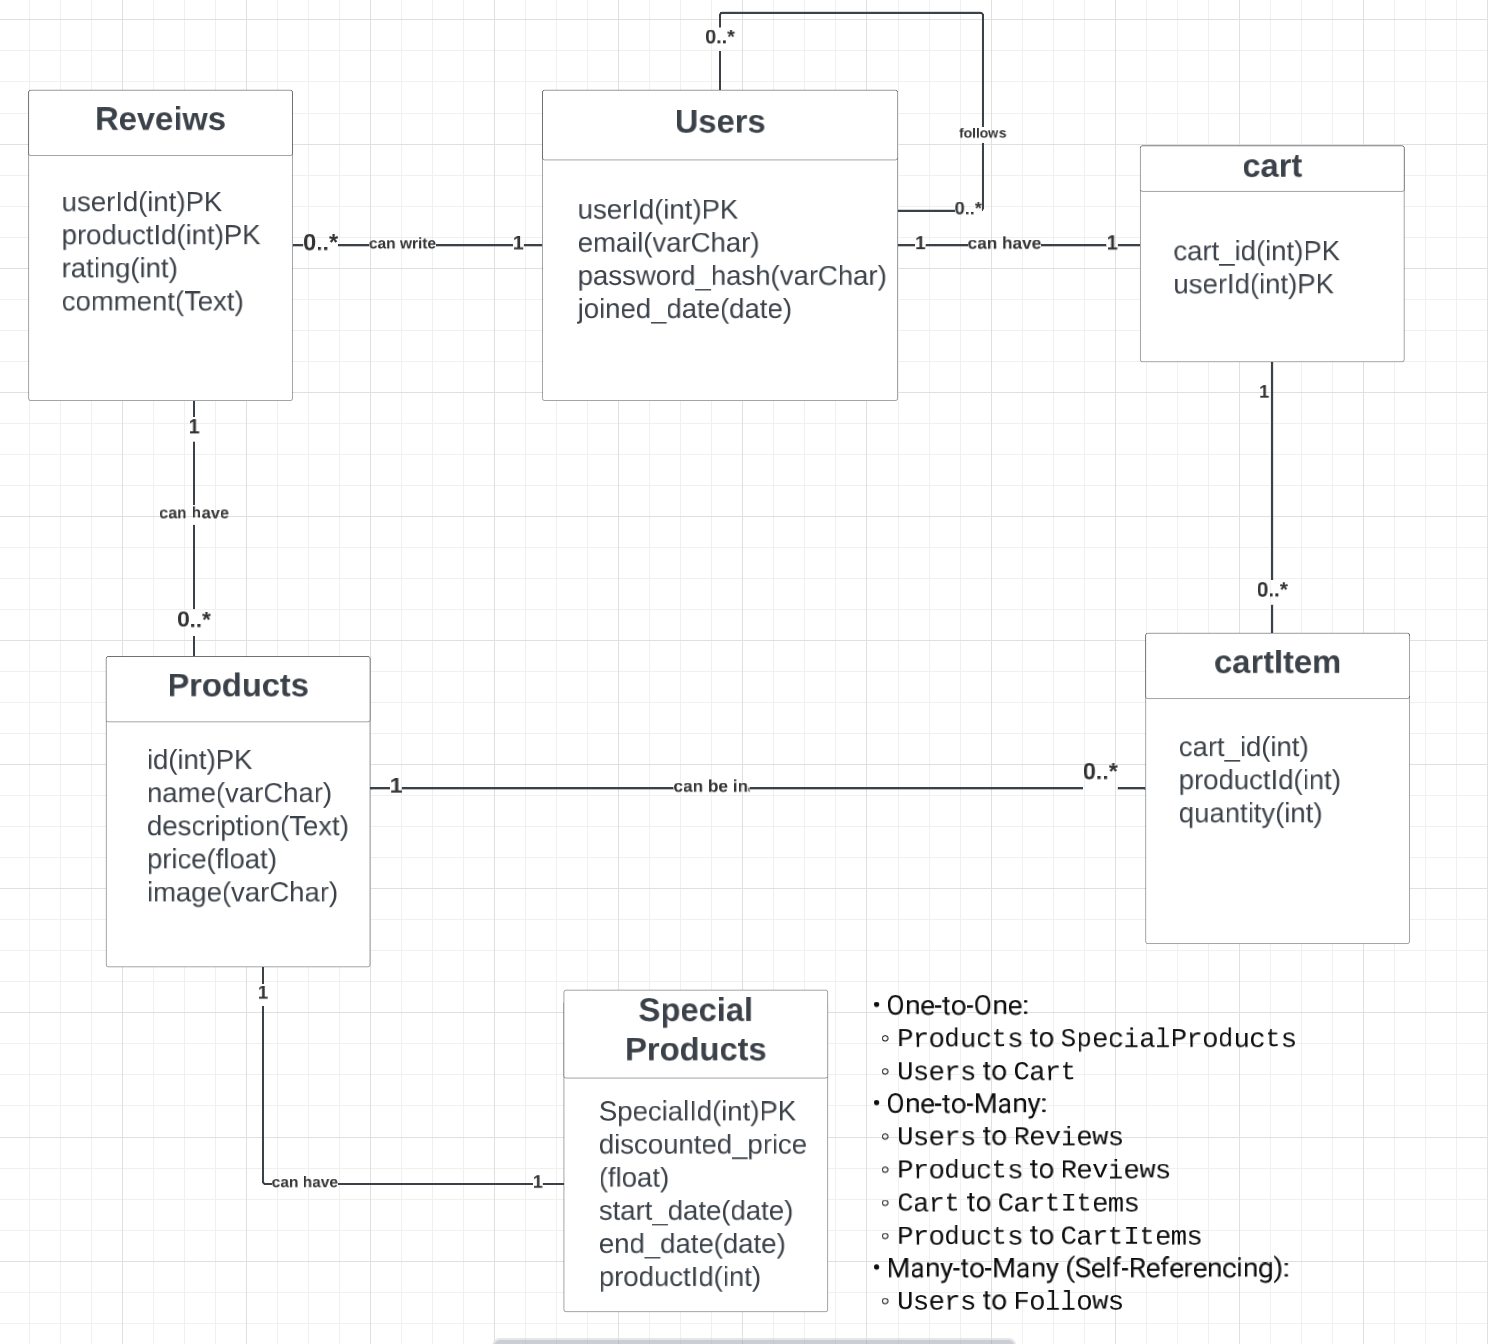 0..*
follows
0..*
Reveiws
userId(int)PK
productId(int)PK
rating(int)
comment(Text)
0..*
can write
1
Users
userId(int)PK
email(varChar)
password_hash(varChar)
joined_date(date)
1
can have
1
cart
cart_id(int)PK
userId(int)PK
1
can have
0..*
1
0..*
Products
id(int)PK
name(varChar)
description(Text)
price(float)
image(varChar)
1
can be in
0..*
cartItem
cart_id(int)
productId(int)
quantity(int)
1
can have
1
Special
Products
SpecialId(int)PK
discounted_price
(float)
start_date(date)
end_date(date)
productId(int)
• One-to-One:
◦ Products to SpecialProducts
◦ Users to Cart
• One-to-Many:
◦ Users to Reviews
◦ Products to Reviews
◦ Cart to CartItems
◦ Products to CartItems
• Many-to-Many (Self-Referencing):
◦ Users to Follows